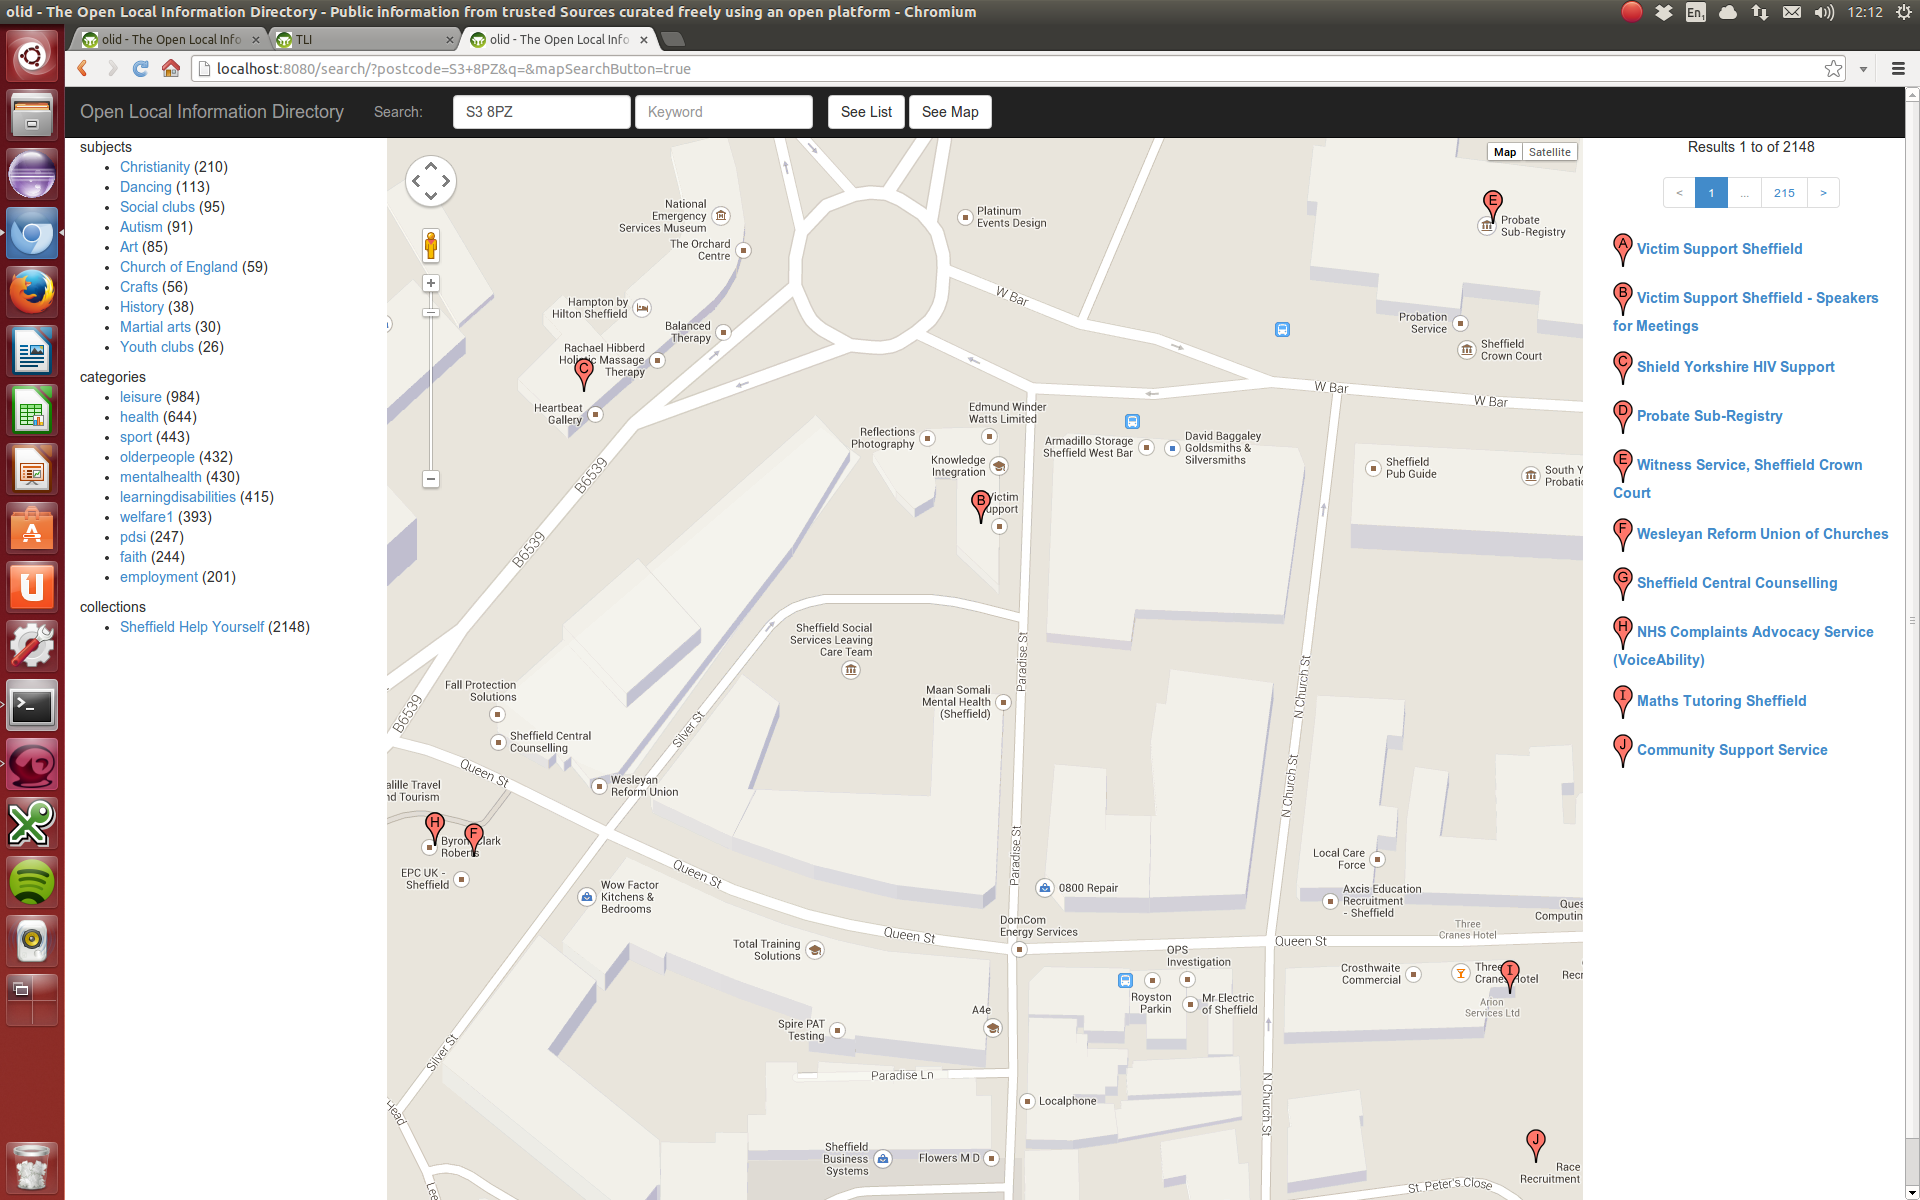 olid - The Open Local Information Directory - Public information from trusted Sources curated freely using an open platform - Chromium
En1
12:12
olid - The Open Local Info
TLI
olid - The Open Local Info
localhost:8080/search/?postcode=S3+8PZ&q=&mapSearchButton=true
Open Local Information Directory
Search:
S3 8PZ
Keyword
See List
See Map
subjects
Christianity (210)
Dancing (113)
Social clubs (95)
Autism (91)
Art (85)
Church of England (59)
Crafts (56)
History (38)
Martial arts (30)
Youth clubs (26)
categories
leisure (984)
health (644)
sport (443)
olderpeople (432)
mentalhealth (430)
learningdisabilities (415)
welfare1 (393)
pdsi (247)
faith (244)
employment (201)
collections
Sheffield Help Yourself (2148)
Map
Satellite
National
Emergency
Services Museum
The Orchard
Centre
Platinum
Events Design
E
Probate
Sub-Registry
Hampton by
Hilton Sheffield
Balanced
Therapy
Rachael Hibberd
Holistic Massage
Therapy
C
Heartbeat
Gallery
W Bar
Probation
Service
Sheffield
Crown Court
W Bar
W Bar
Edmund Winder
Watts Limited
Reflections
Photography
Knowledge
Integration
Armadillo Storage
Sheffield West Bar
David Baggaley
Goldsmiths &
Silversmiths
Sheffield
Pub Guide
South Y
Probatic
B6539
B
Victim
upport
B6539
Sheffield Social
Services Leaving
Care Team
Paradise St
N Church St
Maan Somali
Mental Health
(Sheffield)
Fall Protection
Solutions
B6539
Silver St
Sheffield Central
Counselling
Queen St
Wesleyan
Reform Union
alille Travel
nd Tourism
N Church St
H
F
Byron Clark
Roberts
EPC UK -
Sheffield
Paradise St
Queen St
Wow Factor
Kitchens &
Bedrooms
0800 Repair
Local Care
Force
Axcis Education
Recruitment
- Sheffield
Ques
Computin
DomCom
Energy Services
Three
Cranes Hotel
Total Training
Solutions
Queen St
Queen St
OPS
Investigation
Crosthwaite
Commercial
I
Three
Cranes Hotel
Recr
Royston
Parkin
Mr Electric
of Sheffield
Arion
Services Ltd
A4e
Spire PAT
Testing
Silver St
Paradise Ln
Localphone
N Church St
Head
Sheffield
Business
Systems
Flowers M D
J
Race
Recruitment
St. Peter's Close
Lee
Results 1 to of 2148
< 1 ... 215 >
A Victim Support Sheffield
B Victim Support Sheffield - Speakers
for Meetings
C Shield Yorkshire HIV Support
D Probate Sub-Registry
E Witness Service, Sheffield Crown
Court
F Wesleyan Reform Union of Churches
G Sheffield Central Counselling
H NHS Complaints Advocacy Service
(VoiceAbility)
I Maths Tutoring Sheffield
J Community Support Service